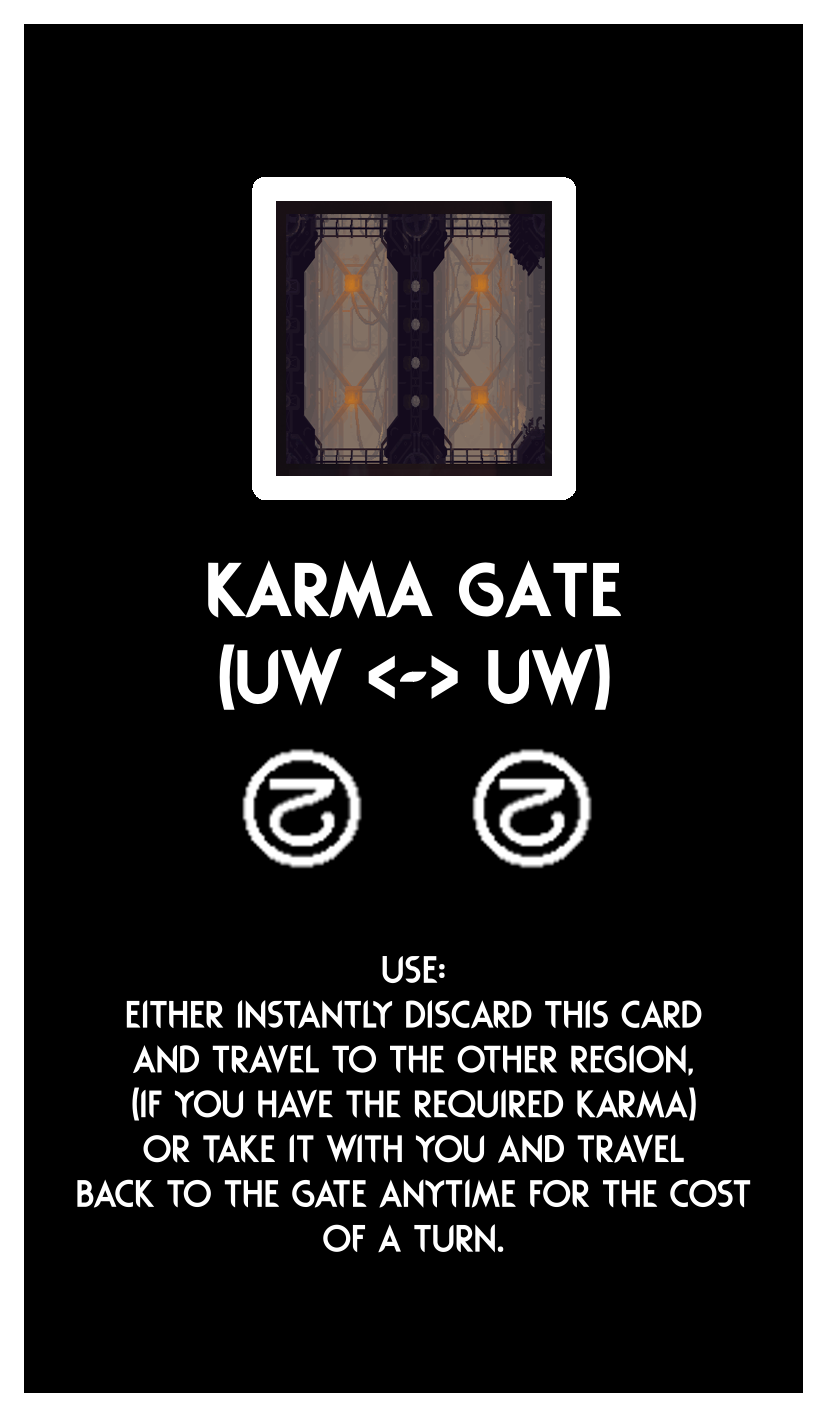 KARMA GATE
(UW <-> UW)
USE:
EITHER INSTANTLY DISCARD THIS CARD
AND TRAVEL TO THE OTHER REGION,
(IF YOU HAVE THE REQUIRED KARMA)
OR TAKE IT WITH YOU AND TRAVEL
BACK TO THE GATE ANYTIME FOR THE COST
OF A TURN.